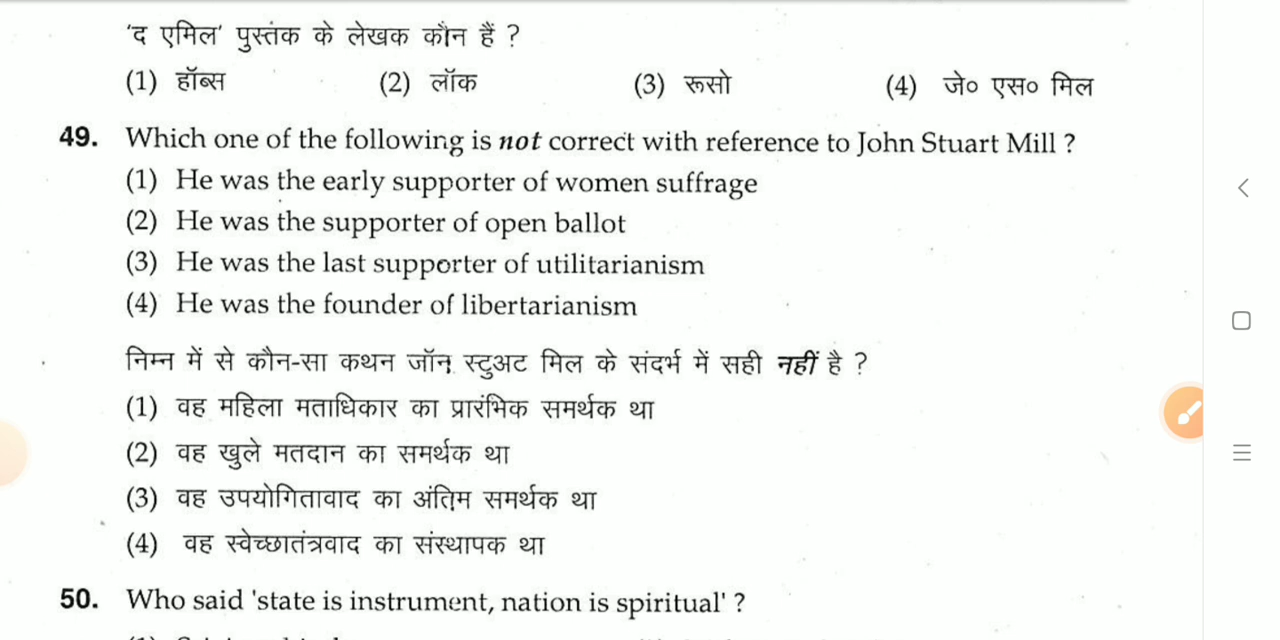 'द एमिल' पुस्तक के लेखक कौन हैं ?
(1) हॉब्स (2) लॉक (3) रूसो (4) जे० एस० मिल
49. Which one of the following is not correct with reference to John Stuart Mill ?
(1) He was the early supporter of women suffrage
(2) He was the supporter of open ballot
(3) He was the last supporter of utilitarianism
(4) He was the founder of libertarianism
निम्न में से कौन-सा कथन जॉन स्टुअट मिल के संदर्भ में सही नहीं है ?
(1) वह महिला मताधिकार का प्रारंभिक समर्थक था
(2) वह खुले मतदान का समर्थक था
(3) वह उपयोगितावाद का अंतिम समर्थक था
(4) वह स्वेच्छातंत्रवाद का संस्थापक था
50. Who said 'state is instrument, nation is spiritual' ?